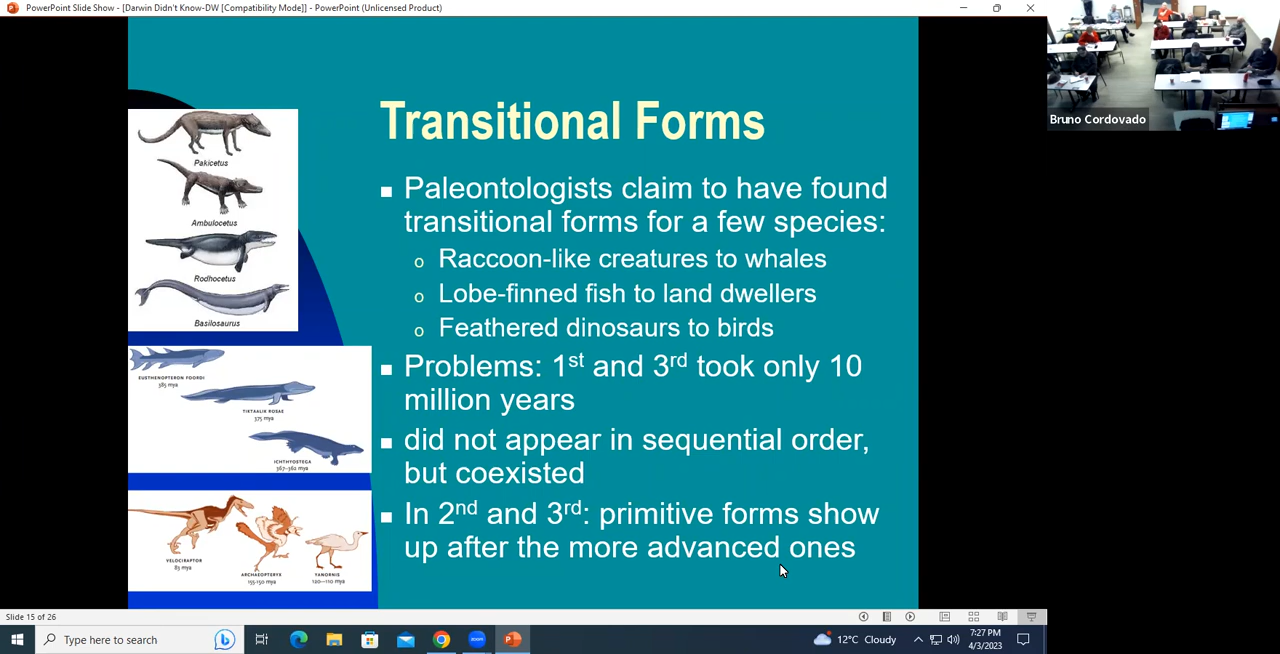 PowerPoint Slide Show - [Darwin Didn't Know-DW [Compatibility Mode]] - PowerPoint (Unlicensed Product)
Bruno Cordovado
Transitional Forms
Pakicetus
Ambulocetus
Rodhocetus
Basilosaurus
Paleontologists claim to have found
transitional forms for a few species:
Raccoon-like creatures to whales
Lobe-finned fish to land dwellers
Feathered dinosaurs to birds
Problems: 1st and 3rd took only 10
million years
did not appear in sequential order,
but coexisted
In 2nd and 3rd: primitive forms show
up after the more advanced ones
EUSTHENOPTERON FOORDI
385 mya
TIKTAALIK ROSEAE
375 mya
ICHTHYOSTEGA
367–362 mya
VELOCIRAPTOR
83 mya
ARCHAEOPTERYX
155-150 mya
YANORNIS
120–110 mya
Slide 15 of 26
Type here to search
zoom
12°C Cloudy
7:27 PM
4/3/2023